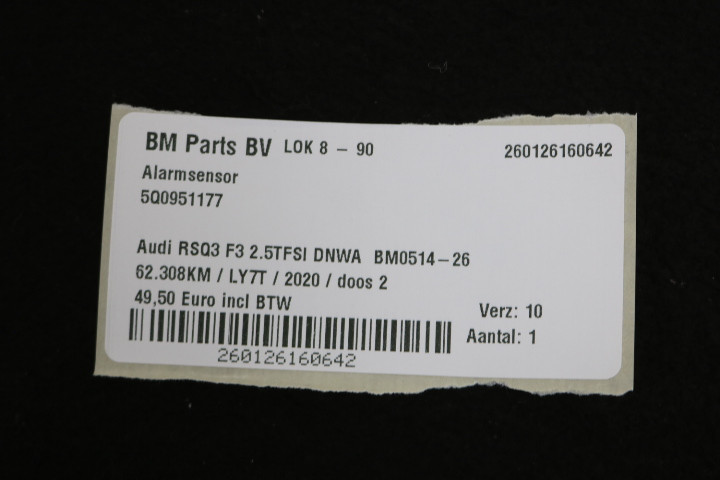 BM Parts BV LOK 8 - 90 260126160642
Alarmsensor
5Q0951177
Audi RSQ3 F3 2.5TFSI DNWA BM0514-26
62.308KM / LY7T / 2020 / doos 2
49,50 Euro incl BTW
Verz: 10
Aantal: 1
260126160642